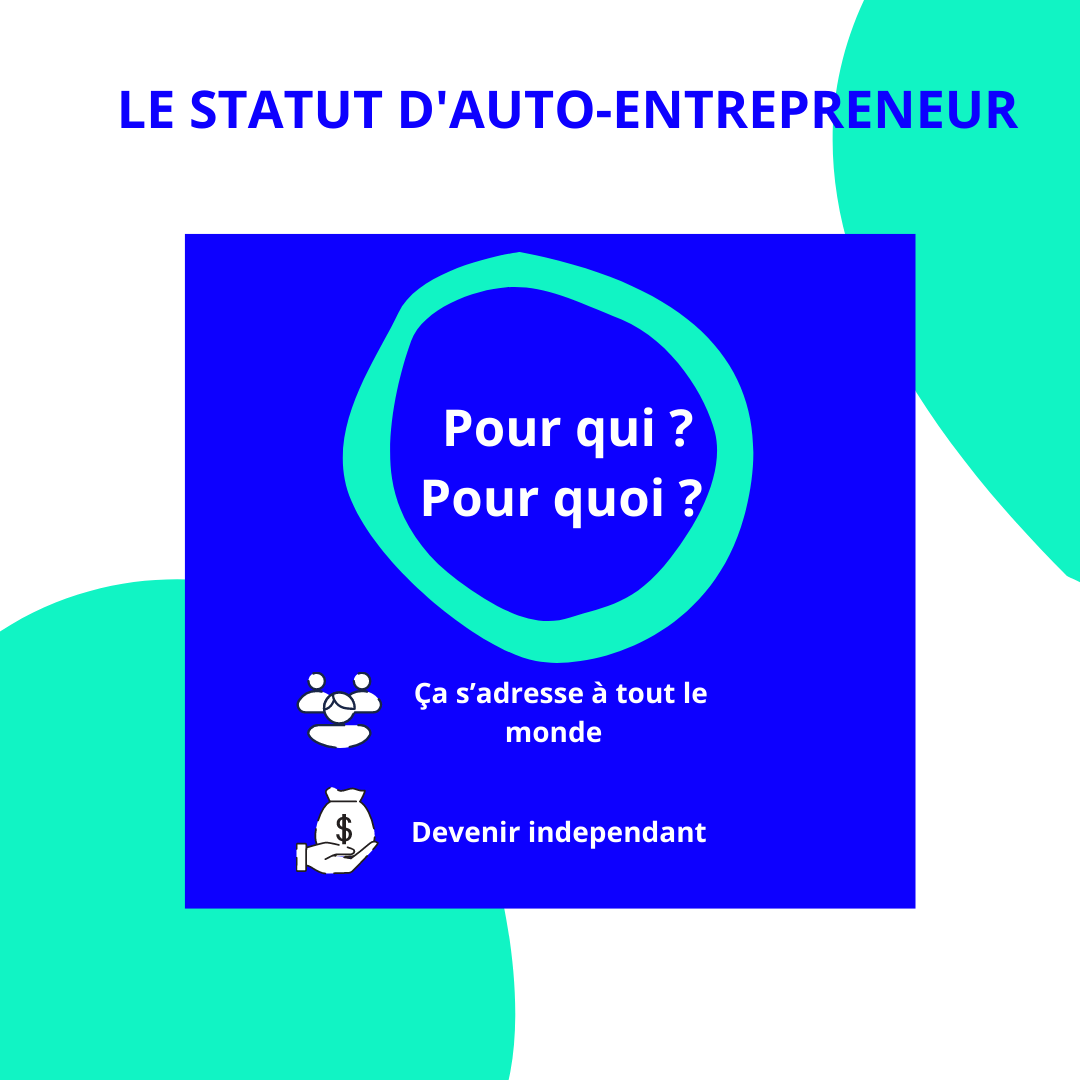 LE STATUT D'AUTO-ENTREPRENEUR
Pour qui ?
Pour quoi ?
Ça s’adresse à tout le
monde
$
Devenir independant